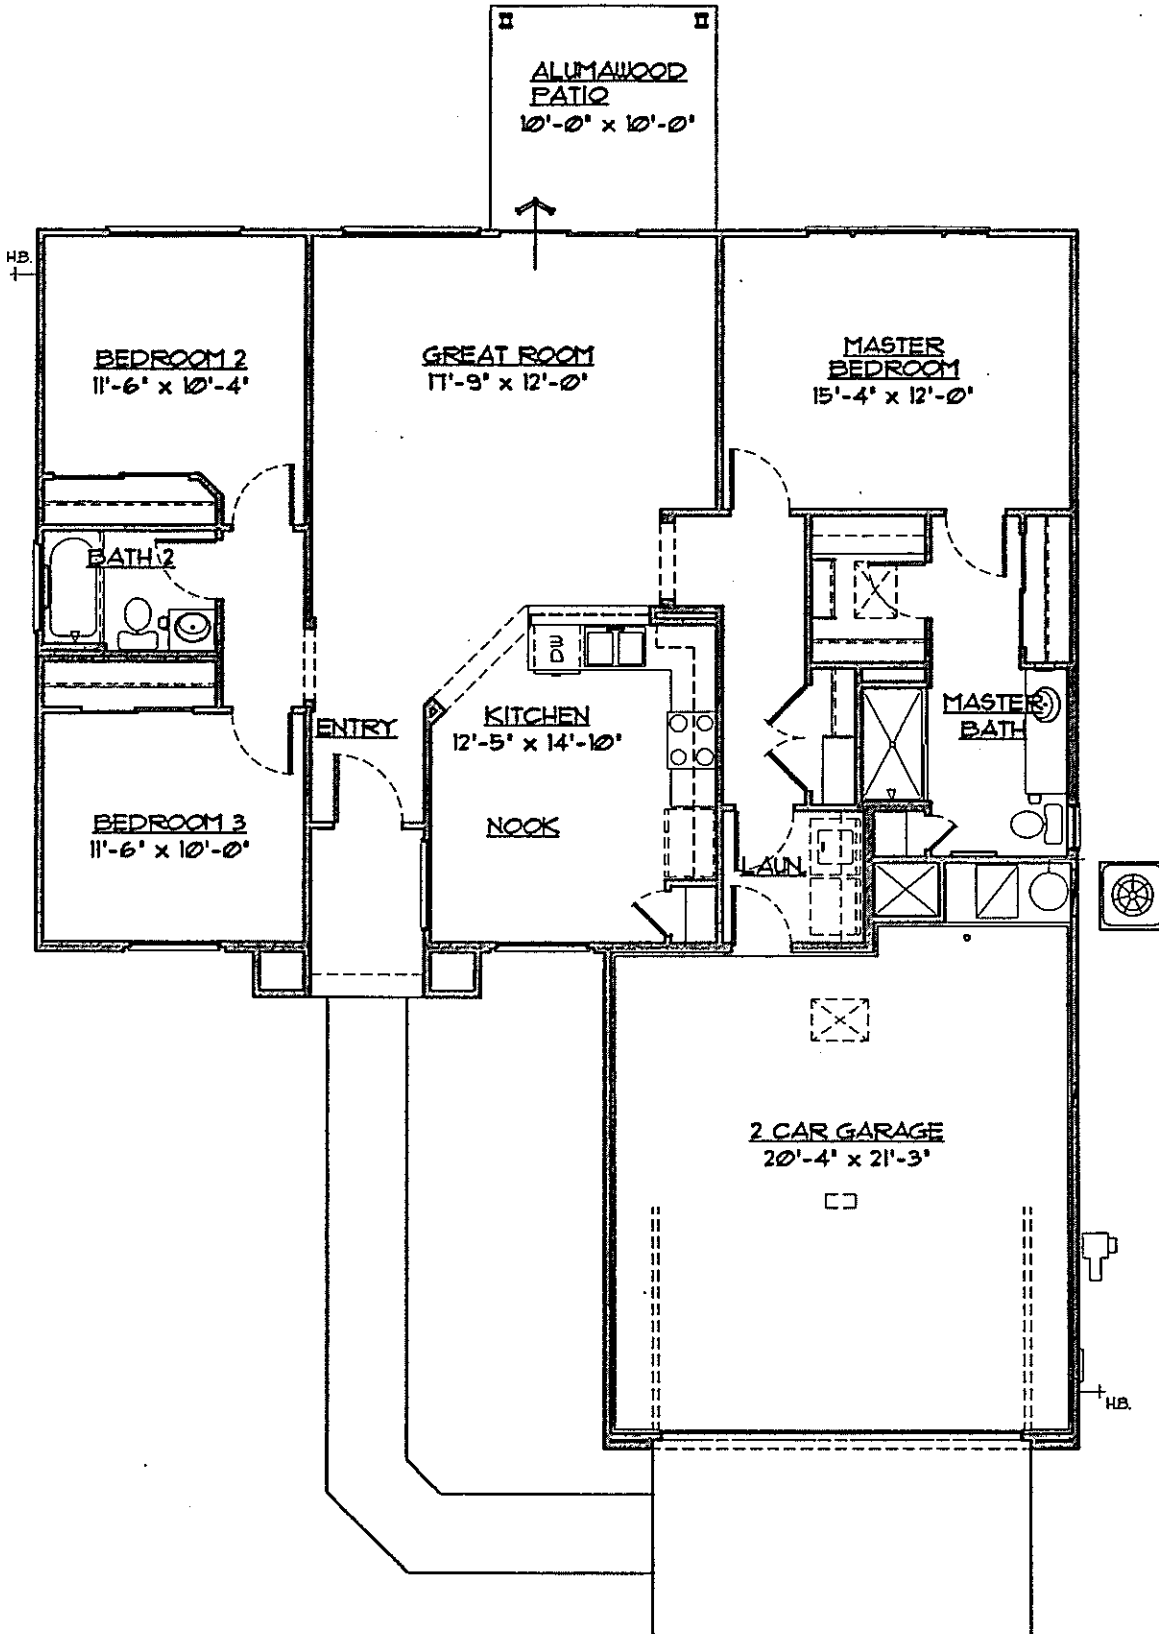 ALUMAWOOD
PATIO
10'-0" x 10'-0"
H.B.
BEDROOM 2
11'-6" x 10'-4"
GREAT ROOM
17'-9" x 12'-0"
MASTER
BEDROOM
15'-4" x 12'-0"
BATH 2
DW
ENTRY
KITCHEN
12'-5" x 14'-10"
MASTER
BATH
BEDROOM 3
11'-6" x 10'-0"
NOOK
LAUN.
2 CAR GARAGE
20'-4" x 21'-3"
H.B.